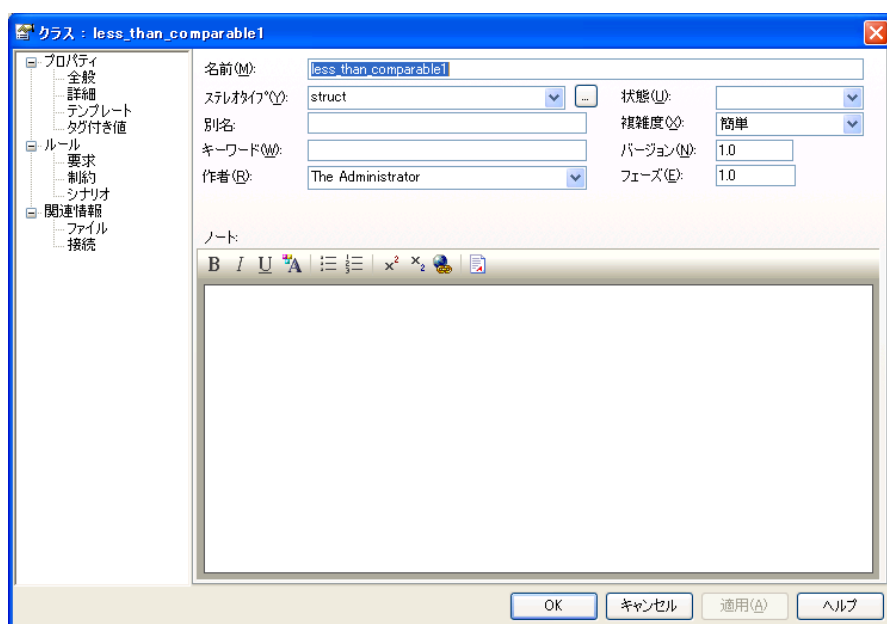 クラス : less_than_comparable1
プロパティ
全般
詳細
テンプレート
タグ付き値
ルール
要求
制約
シナリオ
関連情報
ファイル
接続
名前(M): less_than_comparable1
ステレオタイプ(Y): struct ... 状態(U):
別名: 複雑度(X): 簡単
キーワード(W): バージョン(N): 1.0
作者(R): The Administrator フェーズ(E): 1.0
ノート:
B I U A x² x₂
OK キャンセル 適用(A) ヘルプ